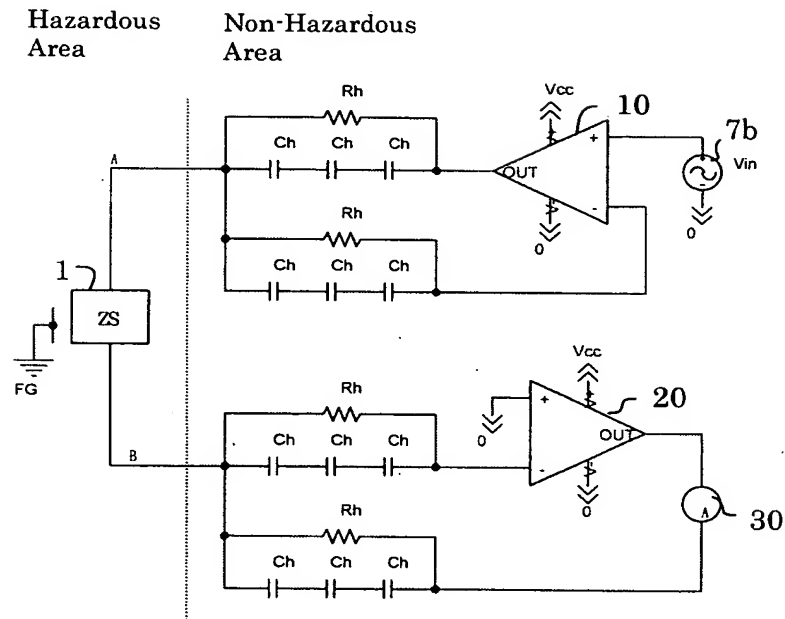 Hazardous
Area
Non-Hazardous
Area
Rh
Ch Ch Ch
Vcc
10
7b
A
OUT
+
-
Vin
0
0
Rh
Ch Ch Ch
1
ZS
FG
Vcc
Rh
20
+
0
Ch Ch Ch
OUT
B
-
0
A
30
Rh
Ch Ch Ch